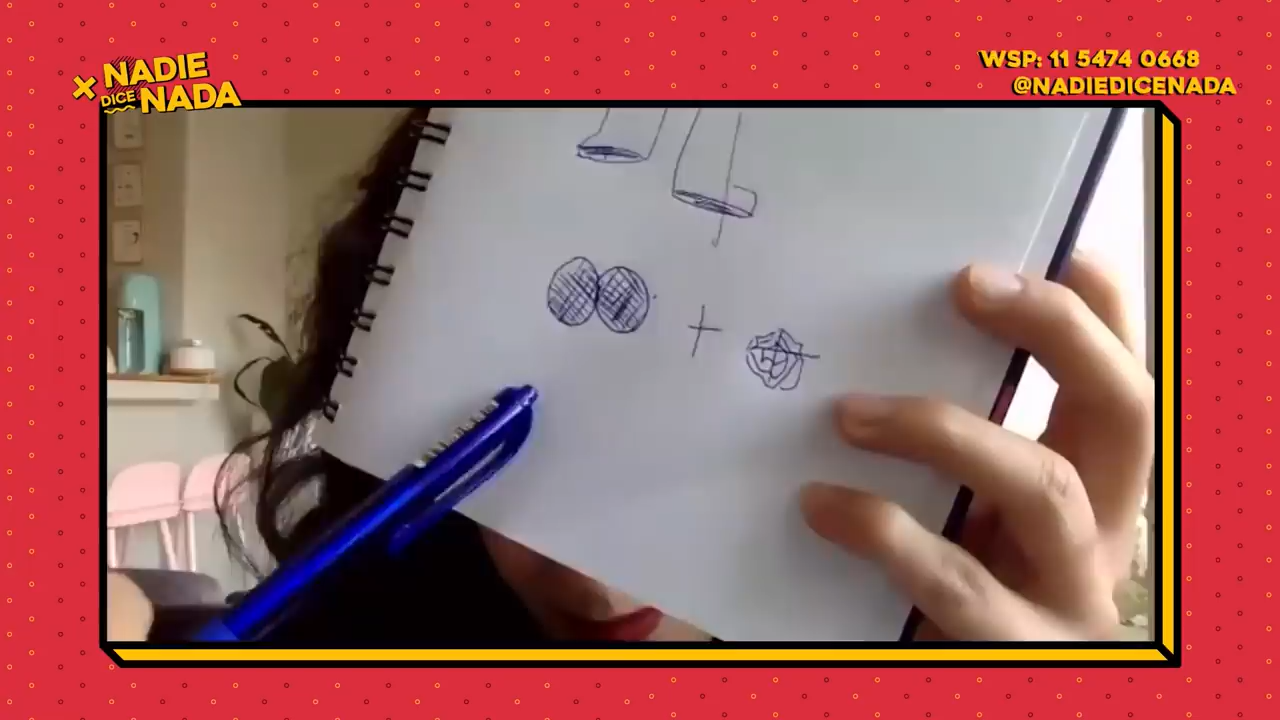 NADIE
DICE NADA
WSP: 11 5474 0668
@NADIEDICENADA
+